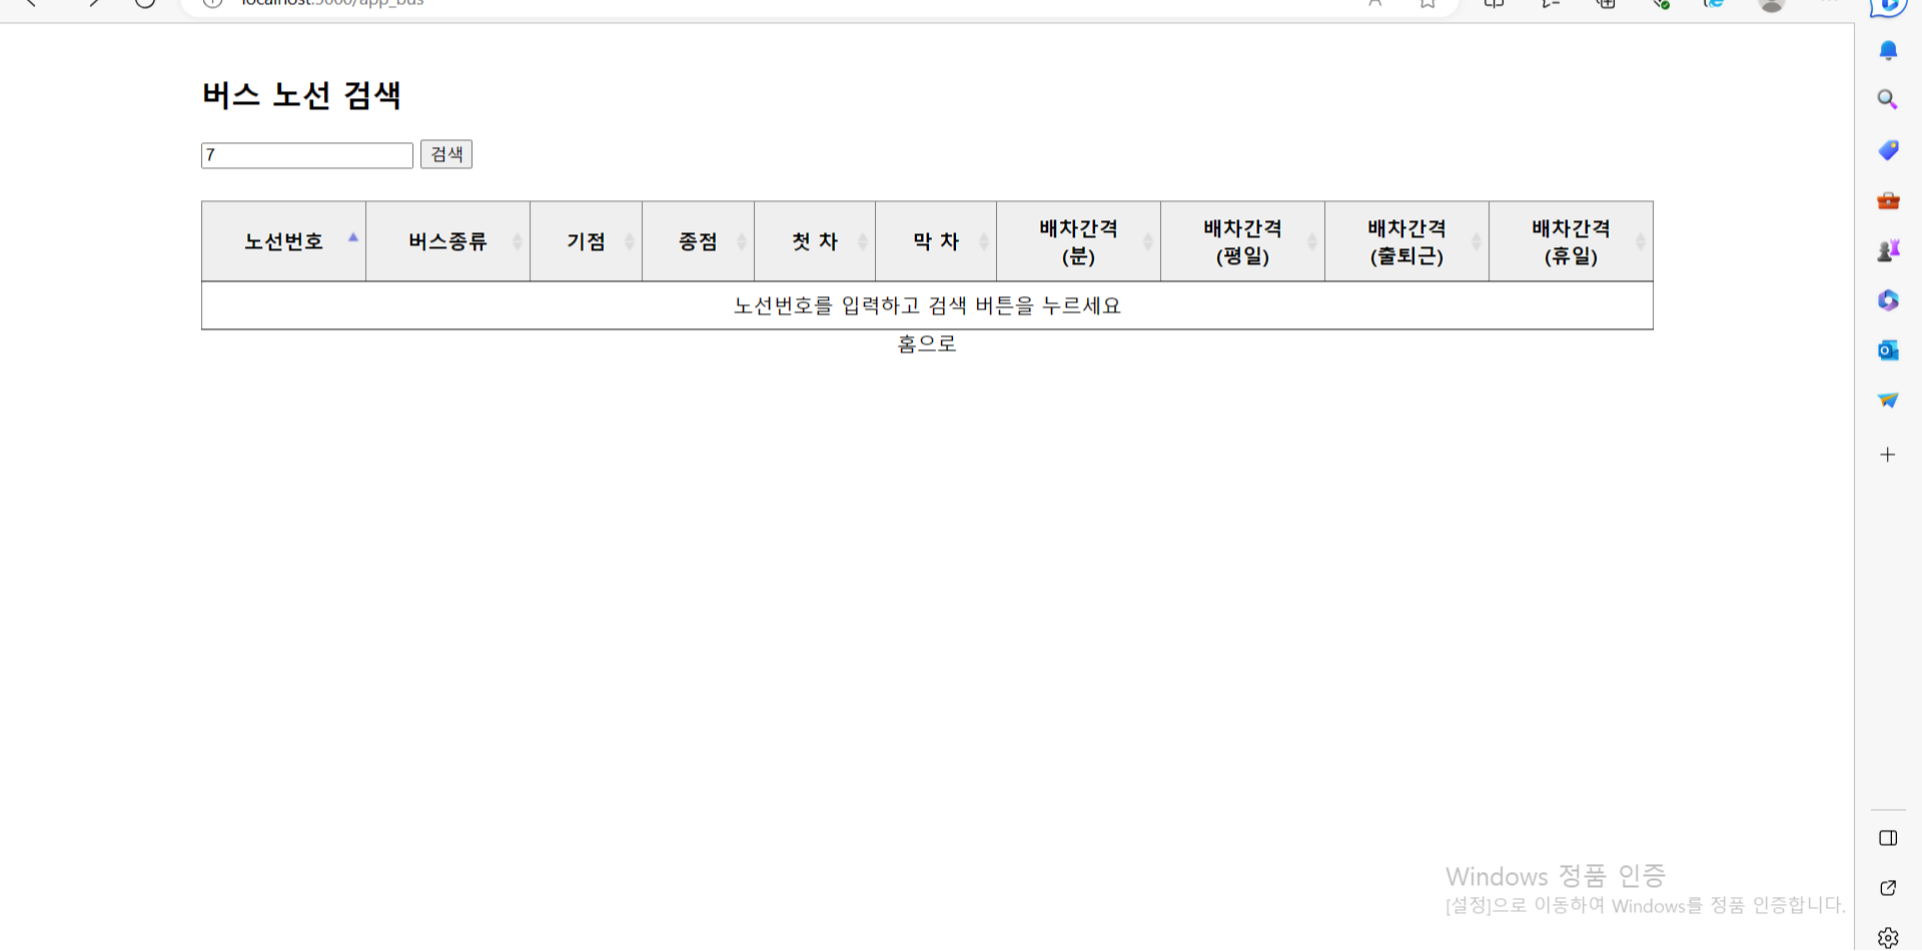 버스 노선 검색
7
검색
노선번호
버스종류
기점
종점
첫 차
막 차
배차간격
(분)
배차간격
(평일)
배차간격
(출퇴근)
배차간격
(휴일)
노선번호를 입력하고 검색 버튼을 누르세요
홈으로
Windows 정품 인증
[설정]으로 이동하여 Windows를 정품 인증합니다.